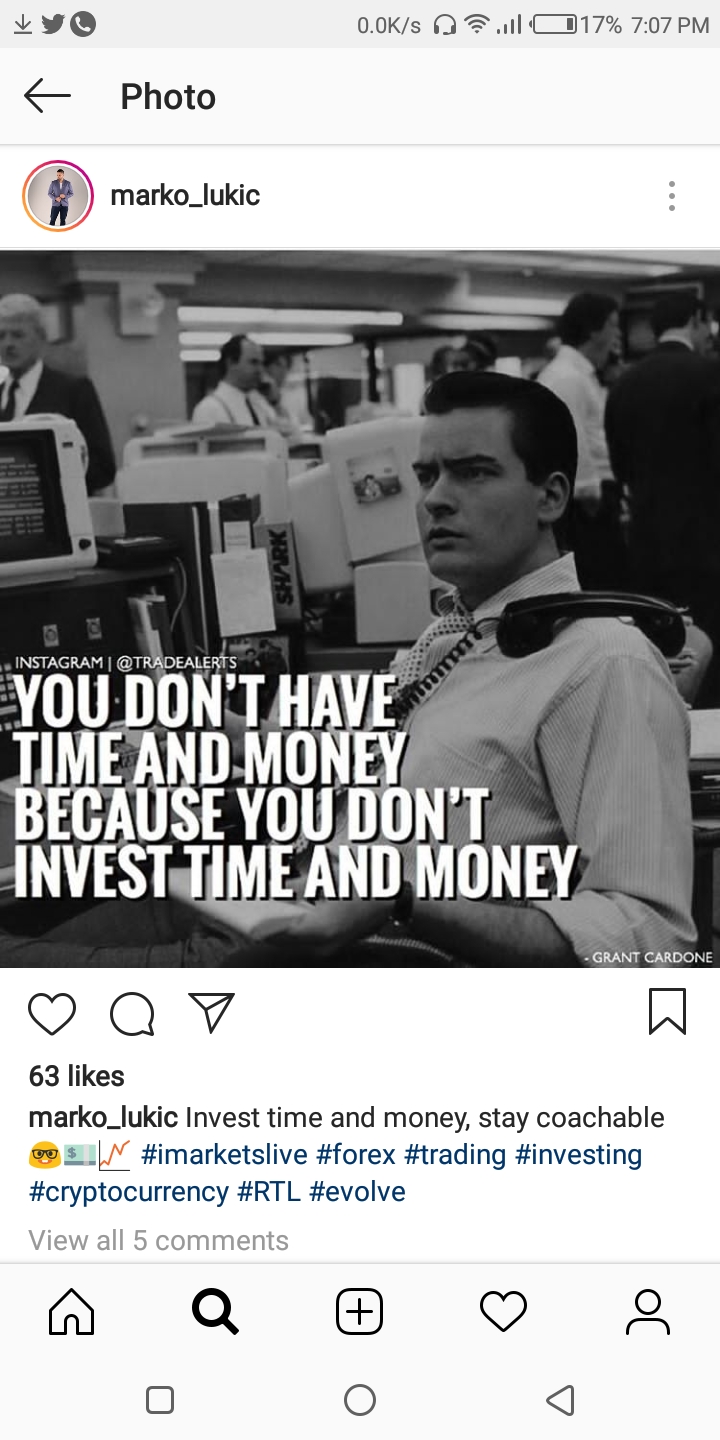 0.0K/s 17% 7:07 PM
Photo
marko_lukic
SHARK
INSTAGRAM | @TRADEALERTS
YOU DON'T HAVE
TIME AND MONEY
BECAUSE YOU DON'T
INVEST TIME AND MONEY
- GRANT CARDONE
63 likes
marko_lukic Invest time and money, stay coachable
🤓💵📈 #imarketslive #forex #trading #investing
#cryptocurrency #RTL #evolve
View all 5 comments